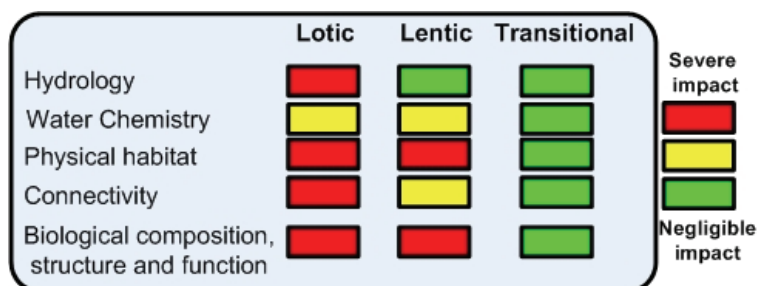 Lotic Lentic Transitional
Severe
impact
Hydrology
Water Chemistry
Physical habitat
Connectivity
Biological composition,
structure and function
Negligible
impact